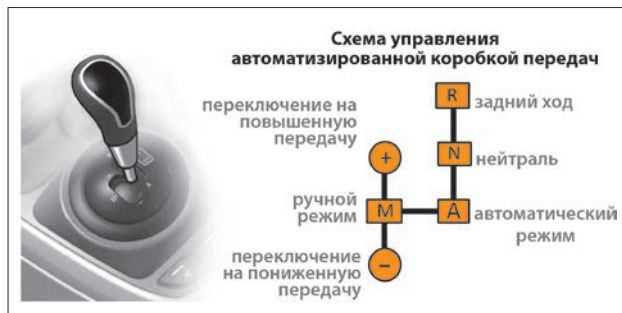 Схема управления
автоматизированной коробкой передач
переключение на
повышенную
передачу
R
задний ход
+
N
нейтраль
ручной
режим
M
A
автоматический
режим
переключение
на пониженную
передачу
–